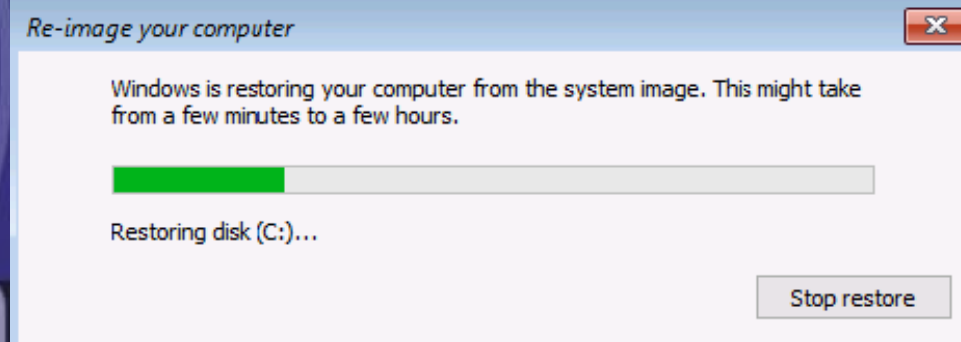 Re-image your computer
Windows is restoring your computer from the system image. This might take
from a few minutes to a few hours.
Restoring disk (C:)...
Stop restore